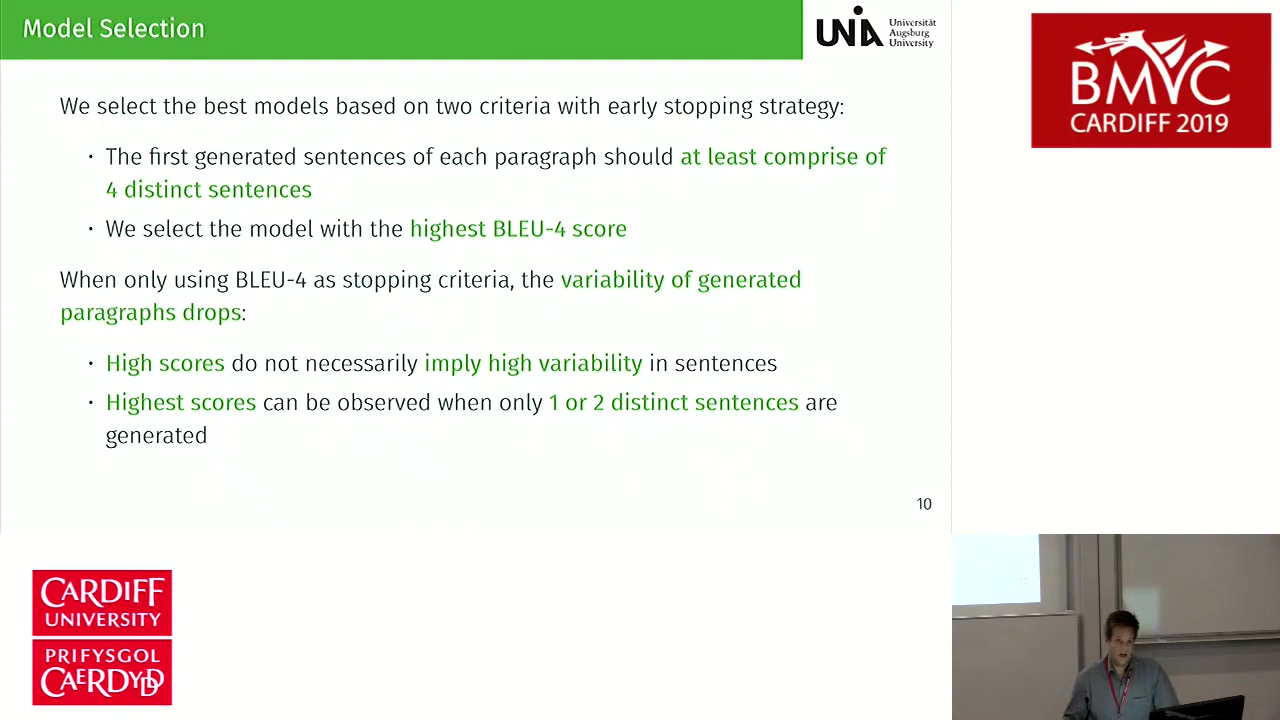 Model Selection
UNIA
Universität
Augsburg
University
BMVC
CARDIFF 2019
We select the best models based on two criteria with early stopping strategy:
· The first generated sentences of each paragraph should at least comprise of
4 distinct sentences
· We select the model with the highest BLEU-4 score
When only using BLEU-4 as stopping criteria, the variability of generated
paragraphs drops:
· High scores do not necessarily imply high variability in sentences
· Highest scores can be observed when only 1 or 2 distinct sentences are
generated
10
CARDIFF
UNIVERSITY
PRIFYSGOL
CAERDYDD